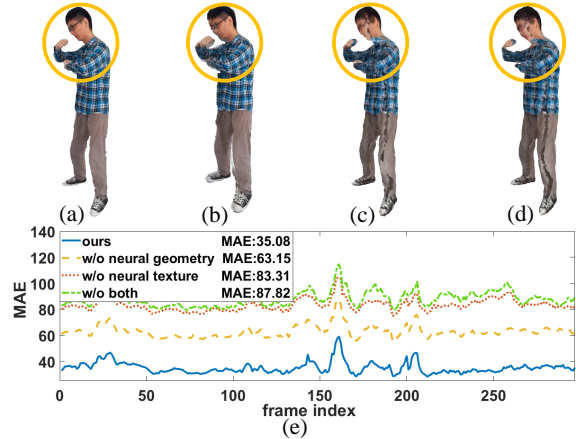 (a) (b) (c) (d)
140
120
100
80
60
40
MAE
ours MAE:35.08
w/o neural geometry MAE:63.15
w/o neural texture MAE:83.31
w/o both MAE:87.82
0 50 100 150 200 250
frame index
(e)